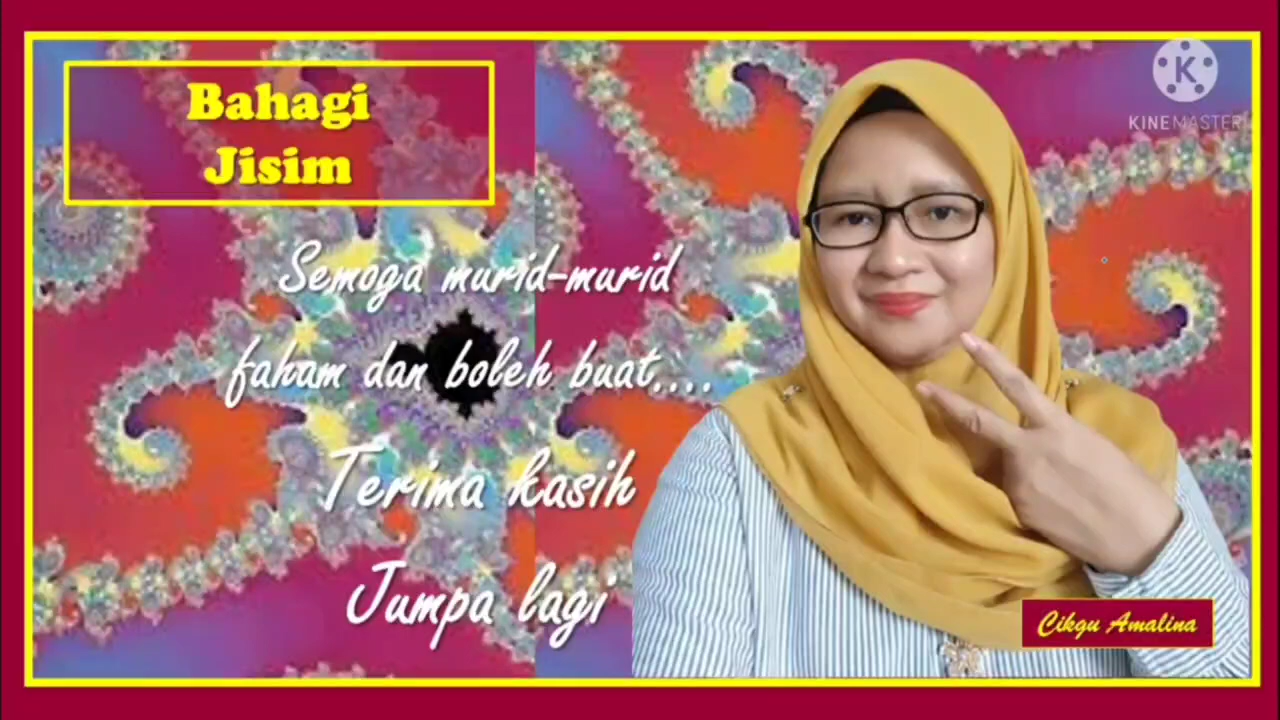 Bahagi
Jisim
Semoga murid-murid
faham dan boleh buat....
Terima kasih
Jumpa lagi
K
KINEMASTER
Cikgu Amalina